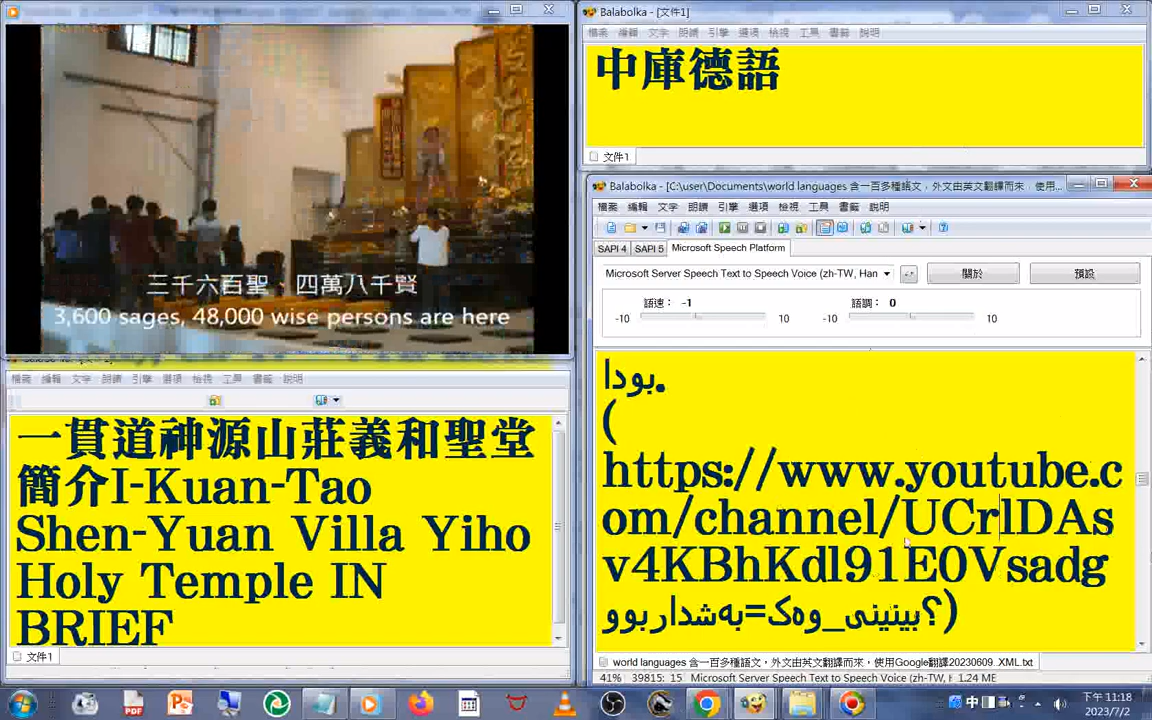 三千六百聖、四萬八千賢
3,600 sages, 48,000 wise persons are here
Balabolka - [文件1]
檔案 編輯 文字 朗讀 引擎 選項 檢視 工具 書籤 說明
中庫德語
文件1
Balabolka - [C:\user\Documents\world languages 含一百多種語文，外文由英文翻譯而來，使用...
檔案 編輯 文字 朗讀 引擎 選項 檢視 工具 書籤 說明
SAPI 4 SAPI 5 Microsoft Speech Platform
Microsoft Server Speech Text to Speech Voice (zh-TW, Han
關於
預設
語速： -1
語調： 0
-10 10 -10 10
بودا.
(
https://www.youtube.c
om/channel/UCrlDAs
v4KBhKdl91E0Vsadg
؟بینینی_وەک=بەشداربوو)
world languages 含一百多種語文，外文由英文翻譯而來，使用Google翻譯20230609..XML.txt
41% 39815: 15 Microsoft Server Speech Text to Speech Voice (zh-TW, H 1.24 ME
檔案 編輯 文字 朗讀 引擎 選項 檢視 工具 書籤 說明
一貫道神源山莊義和聖堂
簡介I-Kuan-Tao
Shen-Yuan Villa Yiho
Holy Temple IN
BRIEF
文件1
中
下午 11:18
2023/7/2